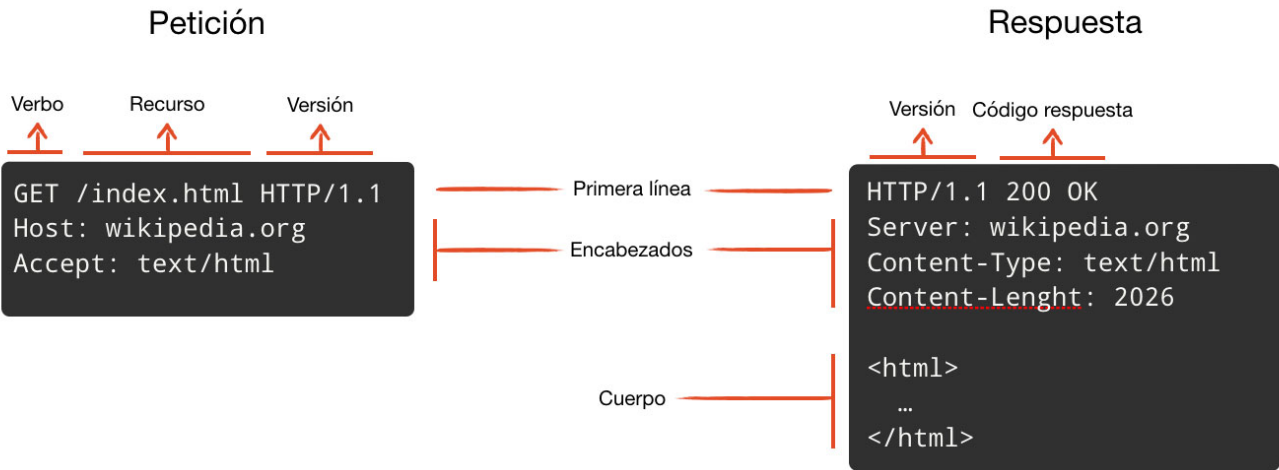 Petición
Respuesta
Verbo
Recurso
Versión
GET /index.html HTTP/1.1
Host: wikipedia.org
Accept: text/html
Primera línea
Encabezados
Cuerpo
Versión
Código respuesta
HTTP/1.1 200 OK
Server: wikipedia.org
Content-Type: text/html
Content-Lenght: 2026
<html>
…
</html>